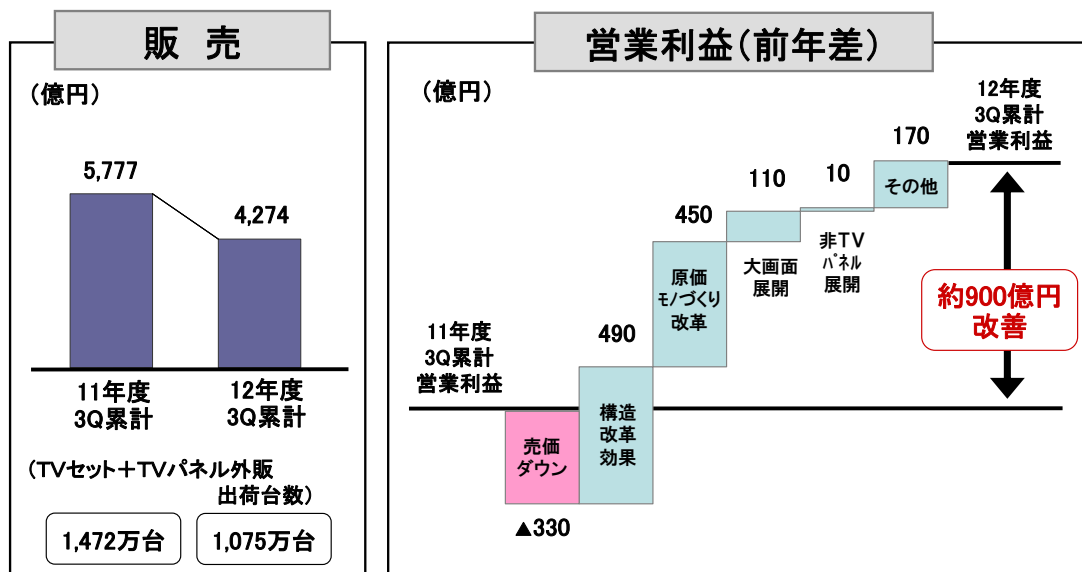 販 売
(億円)
5,777
4,274
11年度
3Q累計
12年度
3Q累計
(TVセット+TVパネル外販
出荷台数)
1,472万台
1,075万台
営業利益(前年差)
(億円)
11年度
3Q累計
営業利益
売価
ダウン
▲330
490
構造
改革
効果
450
原価
モノづくり
改革
110
大画面
展開
10
非TV
パネル
展開
170
その他
12年度
3Q累計
営業利益
約900億円
改善